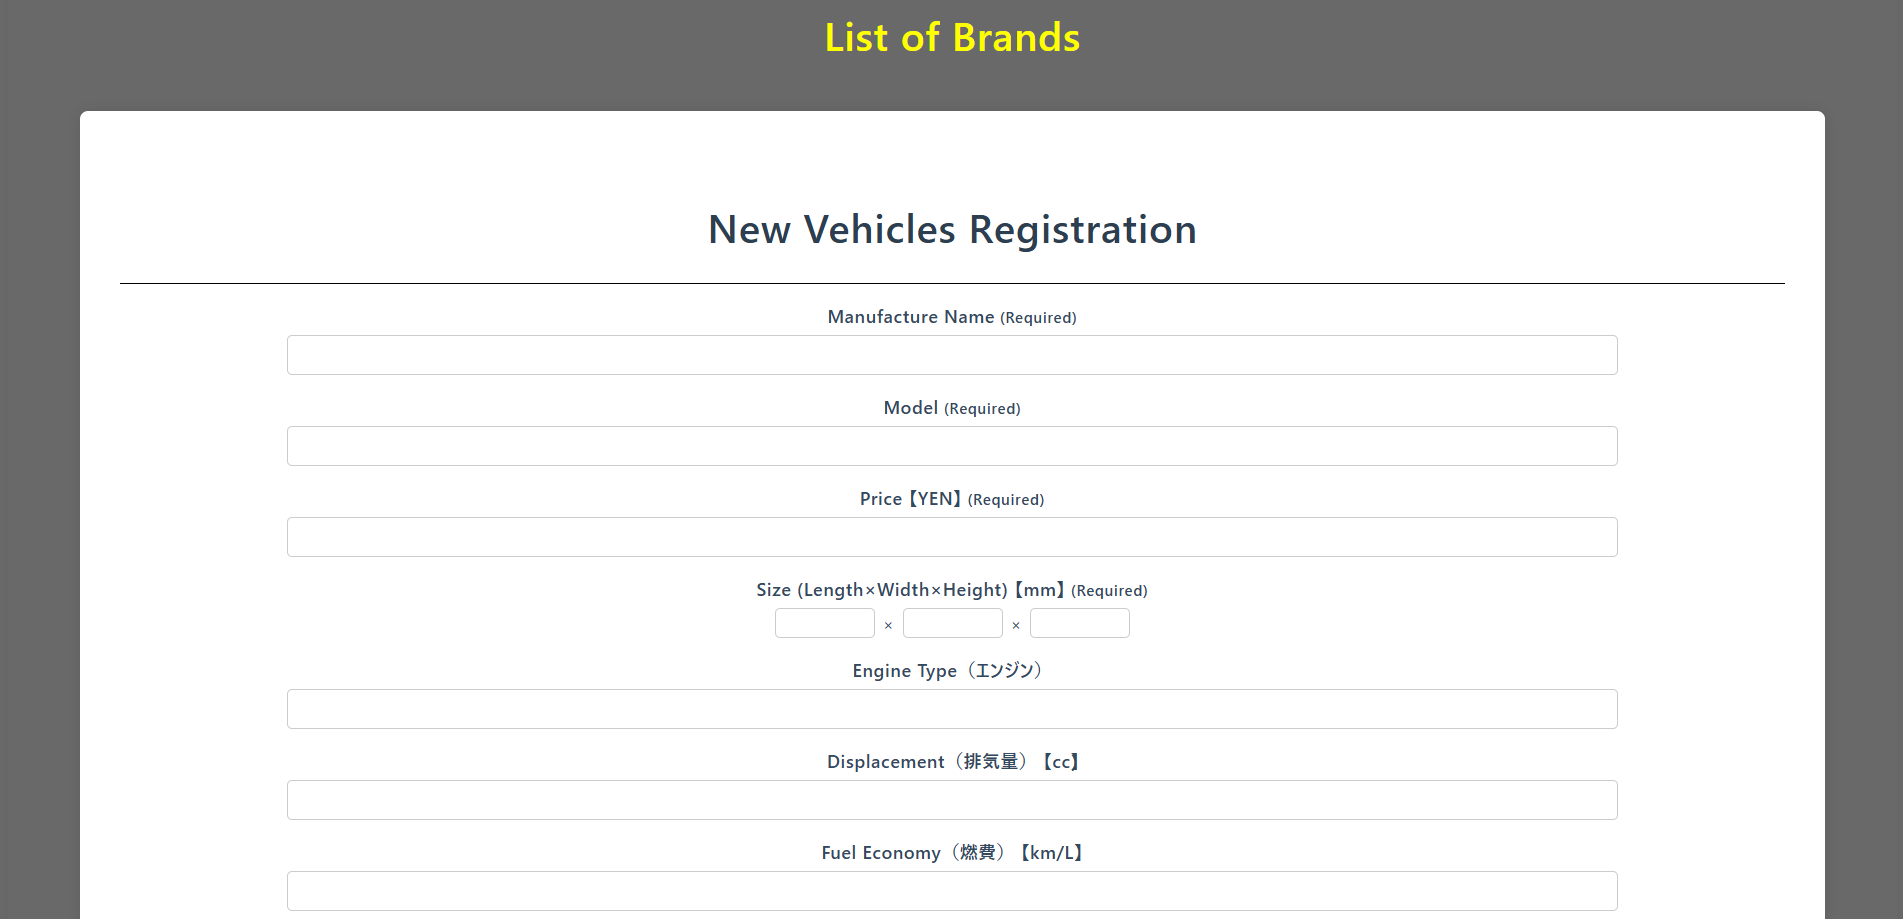 List of Brands
New Vehicles Registration
Manufacture Name (Required)
Model (Required)
Price【YEN】(Required)
Size (Length×Width×Height)【mm】(Required)
× ×
Engine Type（エンジン）
Displacement（排気量）【cc】
Fuel Economy（燃費）【km/L】